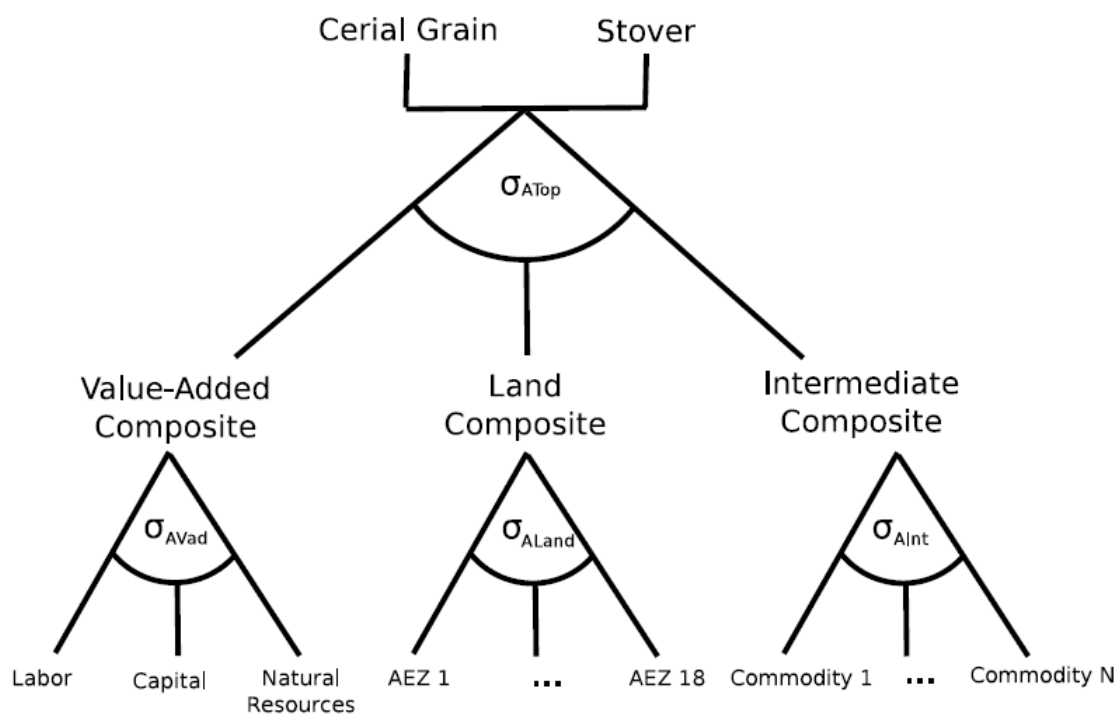 Cerial Grain
Stover
σATop
Value-Added
Composite
Land
Composite
Intermediate
Composite
σAVad
σALand
σAInt
Labor
Capital
Natural
Resources
AEZ 1
...
AEZ 18
Commodity 1
...
Commodity N